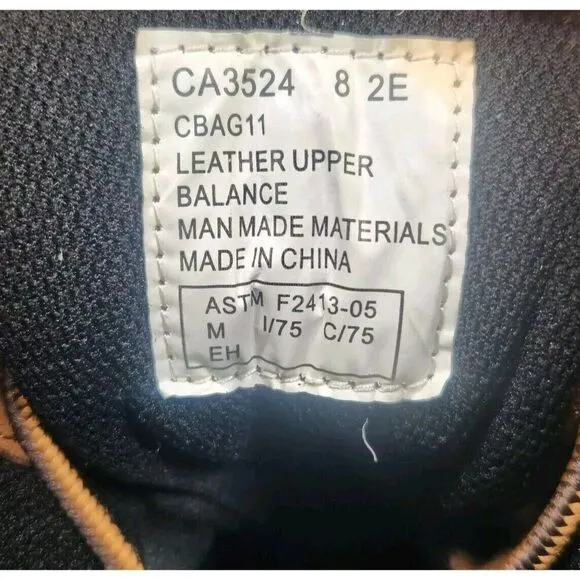 CA3524 8 2E
CBAG11
LEATHER UPPER
BALANCE
MAN MADE MATERIALS
MADE IN CHINA
ASTM F2413-05
M I/75 C/75
EH